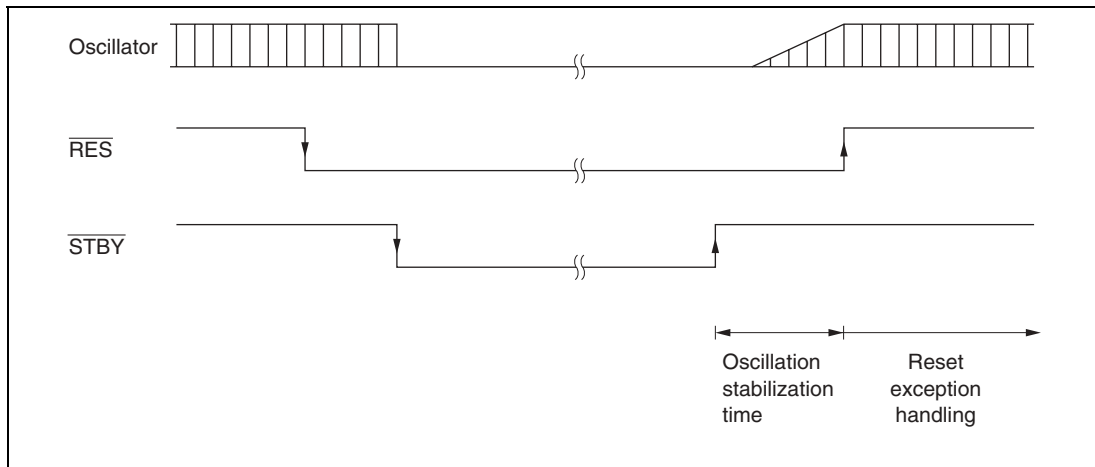 Oscillator
RES
STBY
Oscillation
stabilization
time
Reset
exception
handling